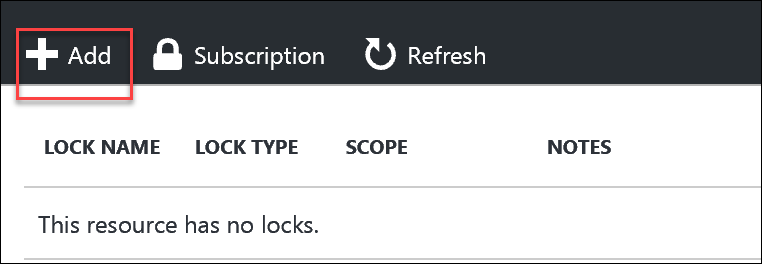 Add Subscription Refresh
LOCK NAME LOCK TYPE SCOPE NOTES
This resource has no locks.